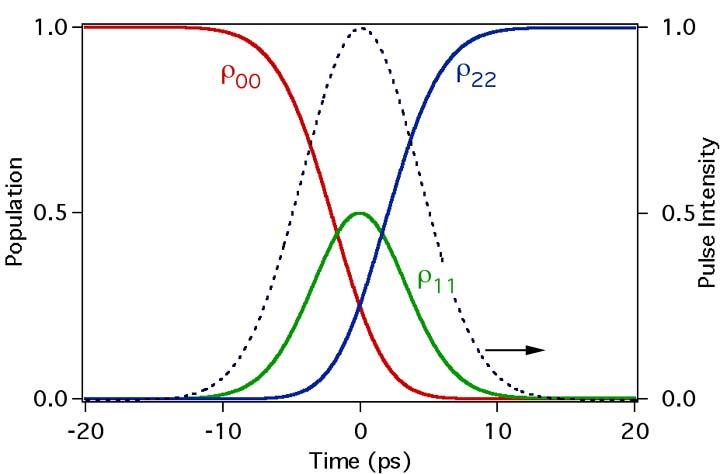 1.0
1.0
ρ00
ρ22
Population
0.5
0.5
Pulse Intensity
ρ11
0.0
0.0
-20
-10
0
10
20
Time (ps)